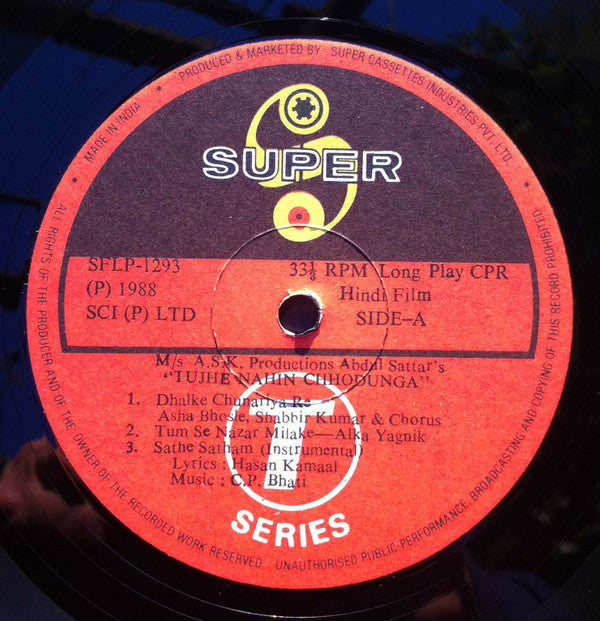 PRODUCED & MARKETED BY SUPER CASSETTES INDUSTRIES PVT. LTD.
MADE IN INDIA
SUPER
SFLP-1293
33⅓ RPM Long Play CPR
(P) 1988
Hindi Film
SCI (P) LTD
SIDE-A
M/s A.S.K. Productions Abdul Sattar's
"TUJHE NAHIN CHHODUNGA"
1. Dhalke Chunariya Re
Asha Bhosle, Shabbir Kumar & Chorus
2. Tum Se Nazar Milake—Alka Yagnik
3. Sathe Satham (Instrumental)
Lyrics : Hasan Kamaal
Music : C.P. Bhati
T
SERIES
ALL RIGHTS OF THE PRODUCER AND OF THE OWNER OF THE RECORDED WORK RESERVED. UNAUTHORISED PUBLIC PERFORMANCE, BROADCASTING AND COPYING OF THIS RECORD PROHIBITED.